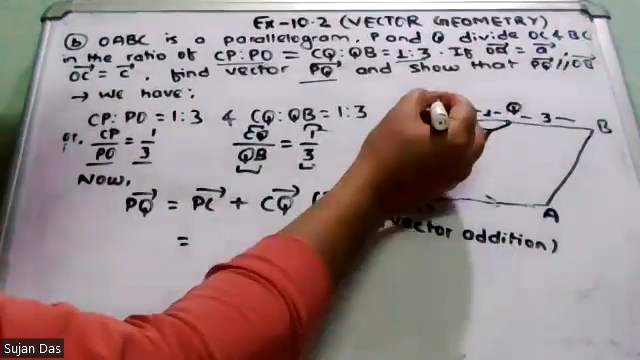 Ex-10.2 (VECTOR GEOMETRY)
(b) OABC is a parallelogram, P and Q divide OC & BC
in the ratio of CP:PO = CQ:QB = 1:3. If OA = a,
OC = c, find vector PQ and show that PQ // OB
→ We have;
CP:PO = 1:3 & CQ:QB = 1:3
or, CP/PO = 1/3 CQ/QB = 1/3
Now,
PQ = PC + CQ
vector addition)
=
1 Q 3
B
A
Sujan Das